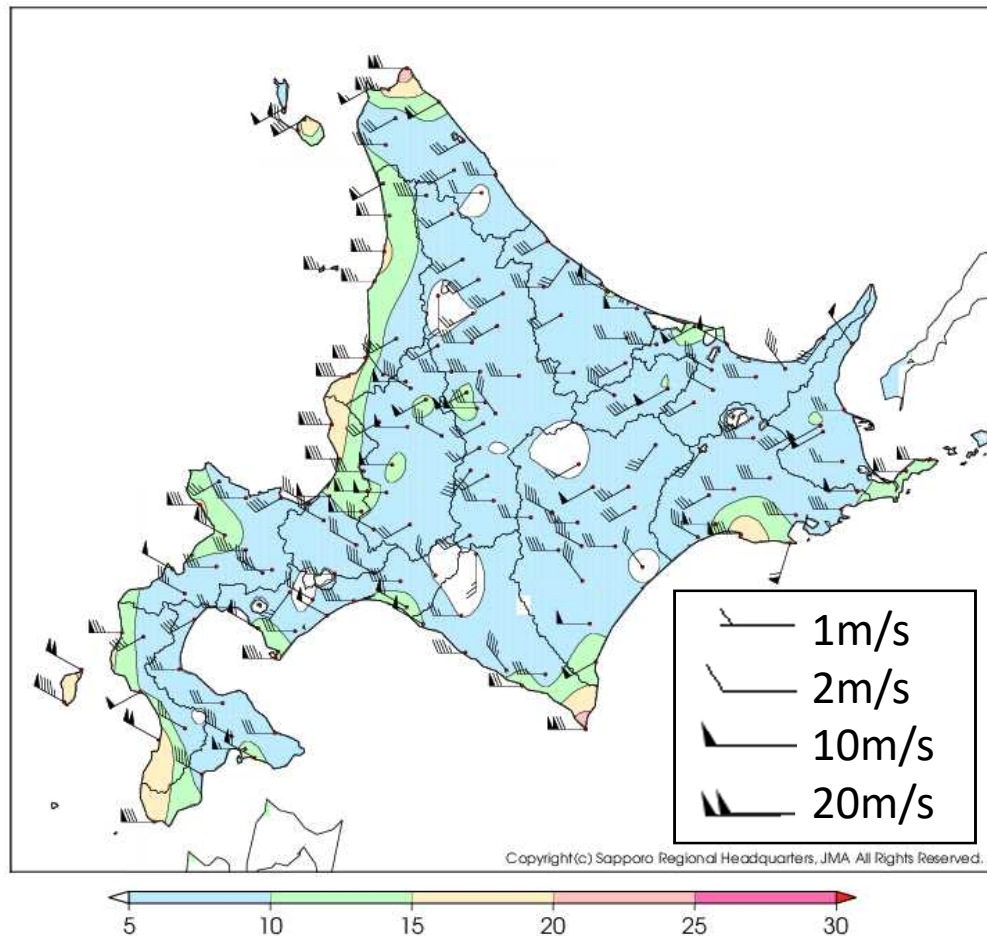 1m/s
2m/s
10m/s
20m/s
Copyright(c) Sapporo Regional Headquarters, JMA All Rights Reserved.
5 10 15 20 25 30